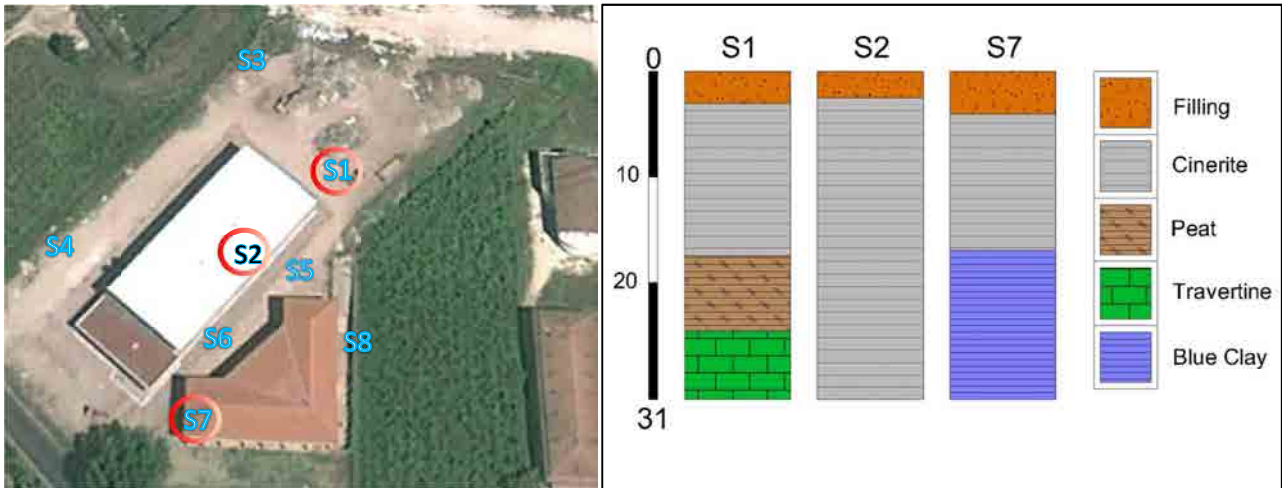 S3
S1
S4
S2
S5
S6
S8
S7
0
10
20
31
S1
S2
S7
Filling
Cinerite
Peat
Travertine
Blue Clay